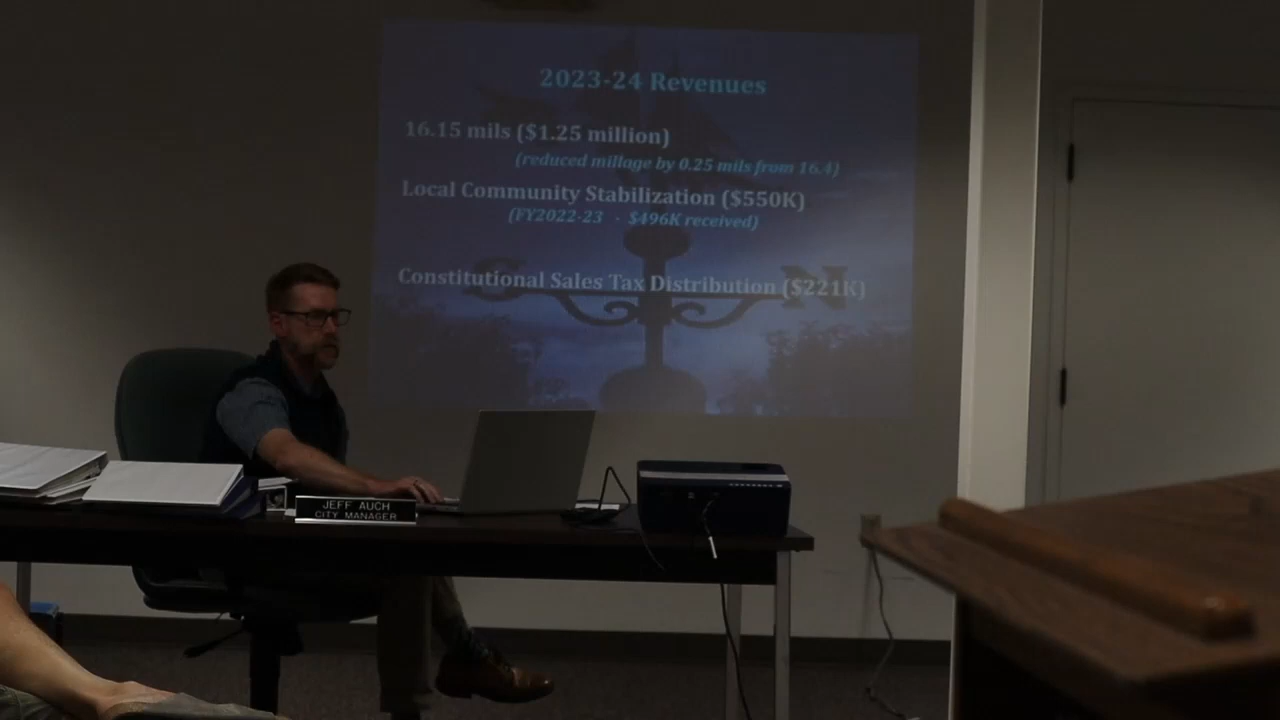 2023-24 Revenues
16.15 mils ($1.25 million)
(reduced millage by 0.25 mils from 16.4)
Local Community Stabilization ($550K)
(FY2022-23 - $496K received)
Constitutional Sales Tax Distribution ($221K)
S N
JEFF AUCH
CITY MANAGER